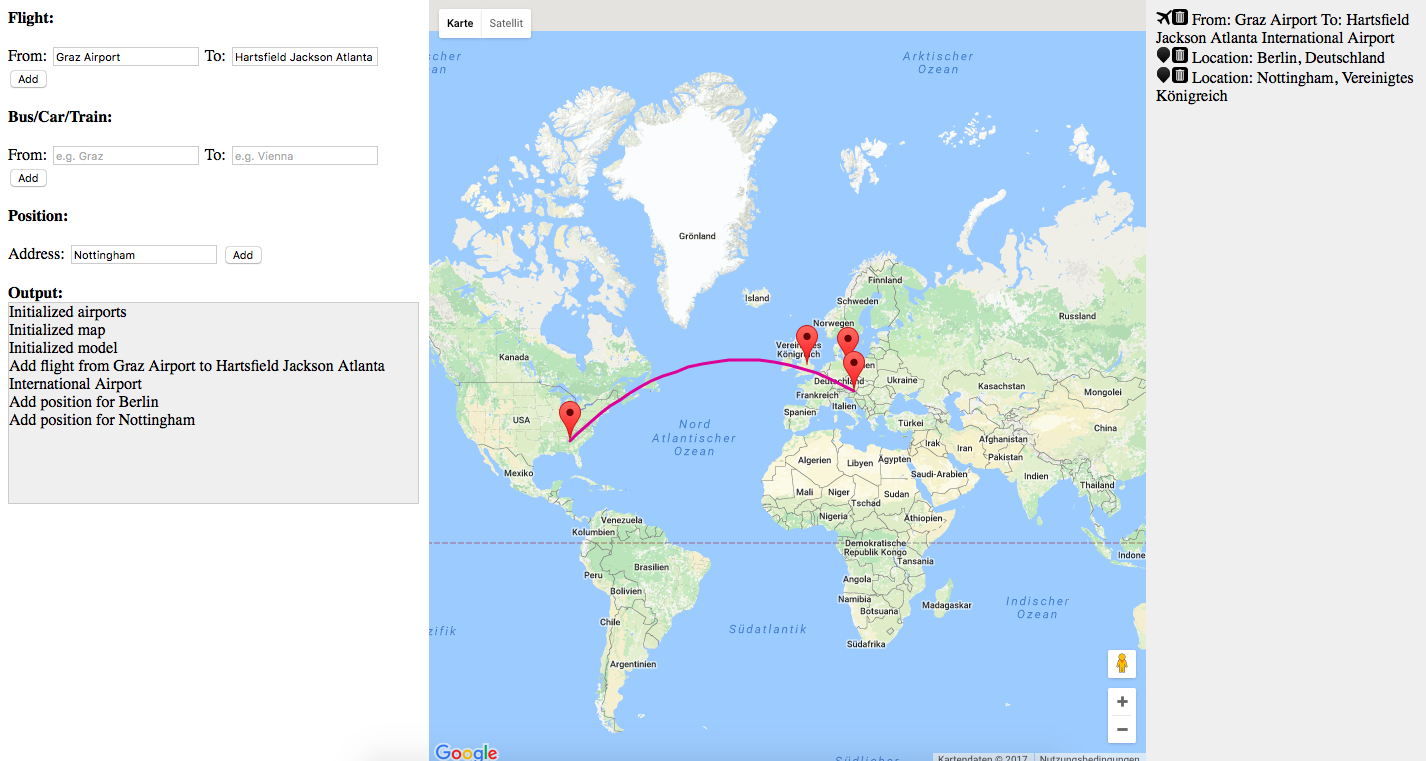 Flight:
From: Graz Airport To: Hartsfield Jackson Atlanta
Add
Bus/Car/Train:
From: e.g. Graz To: e.g. Vienna
Add
Position:
Address: Nottingham Add
Output:
Initialized airports
Initialized map
Initialized model
Add flight from Graz Airport to Hartsfield Jackson Atlanta
International Airport
Add position for Berlin
Add position for Nottingham
Karte Satellit
Arktischer
Ozean
Grönland
Island
Finnland
Schweden
Norwegen
Russland
Kanada
Königreich
Deutschland
Ukraine
Frankreich
Kasachstan
Mongolei
Spanien
Italien
USA
Türkei
China
Nord
Atlantischer
Ozean
Irak
Iran
Afghanistan
Pakistan
Algerien
Libyen
Ägypten
Saudi-Arabien
Indien
Mexiko
Mali
Niger
Tschad
Sudan
Thailand
Nigeria
Äthiopien
Venezuela
Kolumbien
Demokratische
Republik Kongo
Tansania
Indone
Peru
Brasilien
Angola
Bolivien
Namibia
Botsuana
Madagaskar
Indischer
Ozean
Chile
Südatlantik
zifik
Südafrika
Argentinien
Google
Südlicher
Kartendaten © 2017 Nutzungsbedingungen
From: Graz Airport To: Hartsfield
Jackson Atlanta International Airport
Location: Berlin, Deutschland
Location: Nottingham, Vereinigtes
Königreich